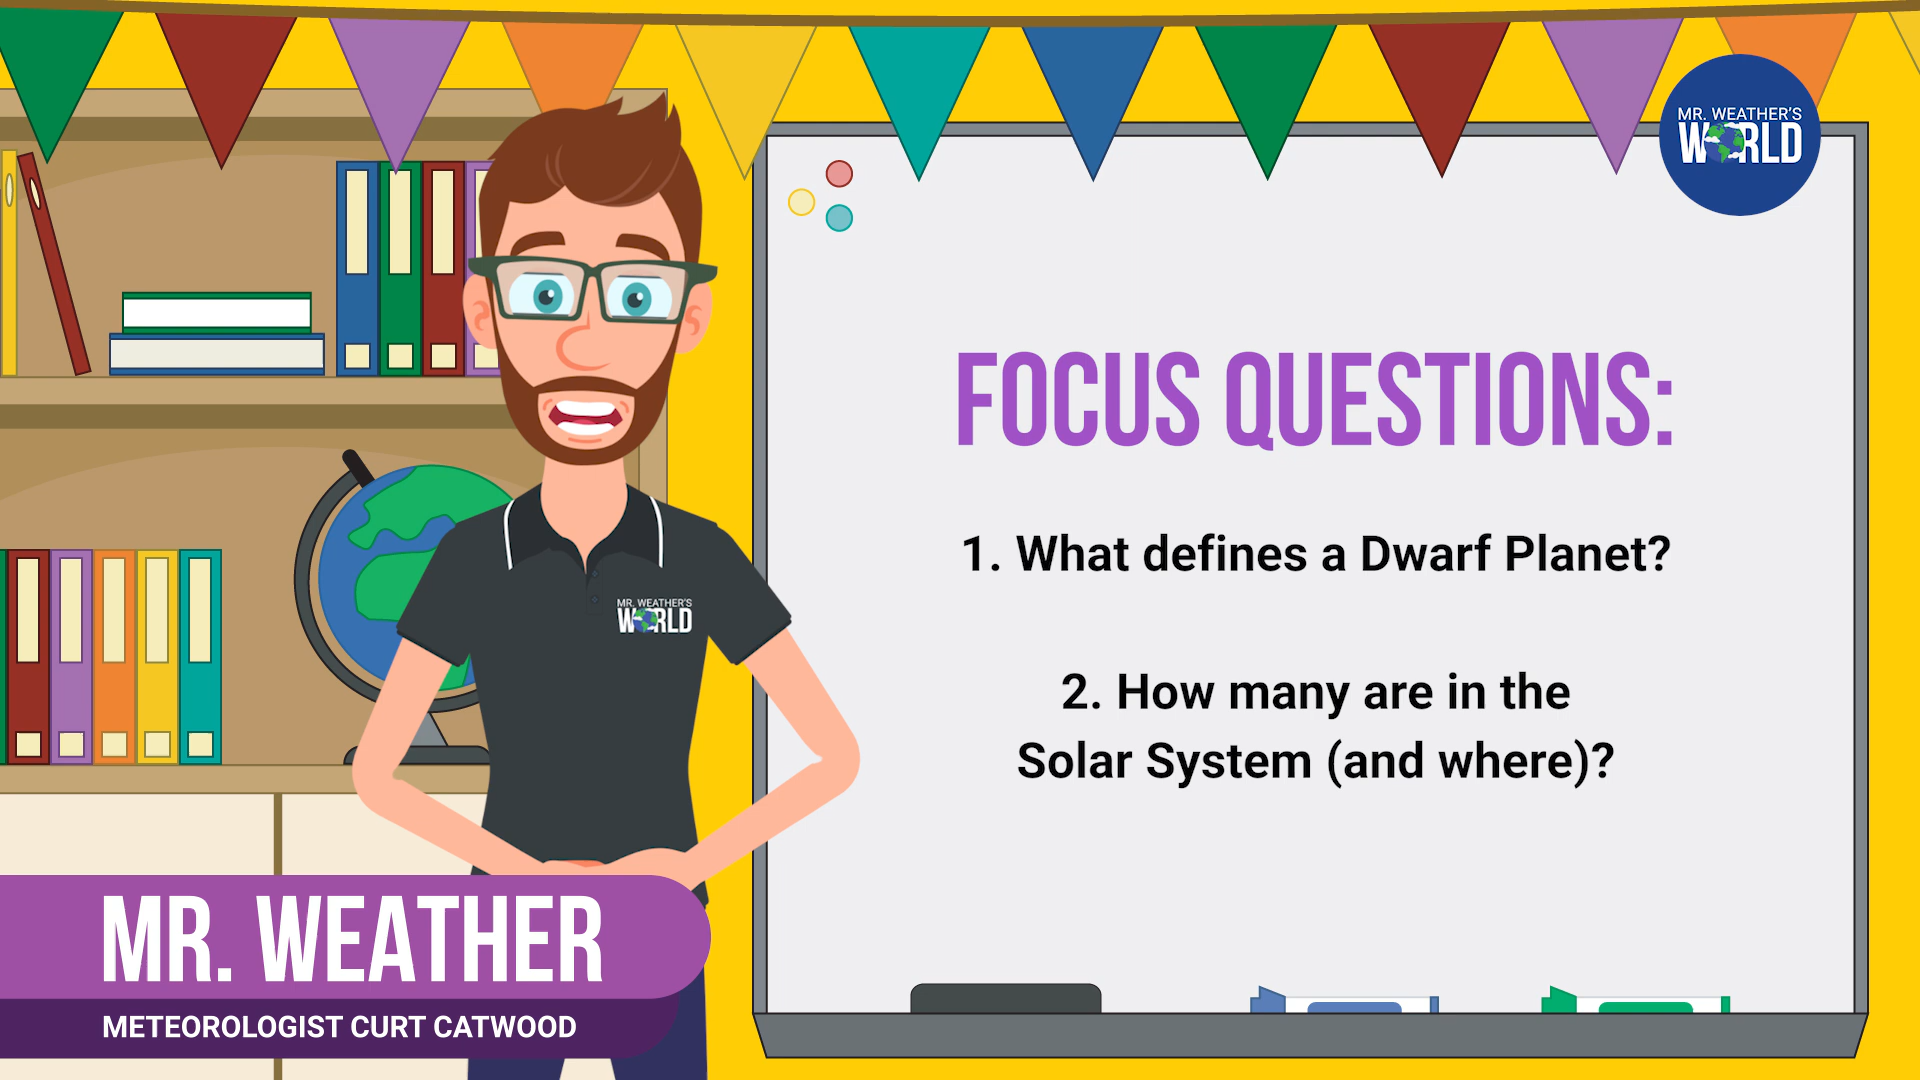 MR. WEATHER'S
WORLD
FOCUS QUESTIONS:
1. What defines a Dwarf Planet?
2. How many are in the
Solar System (and where)?
MR. WEATHER'S
WORLD
MR. WEATHER
METEOROLOGIST CURT CATWOOD